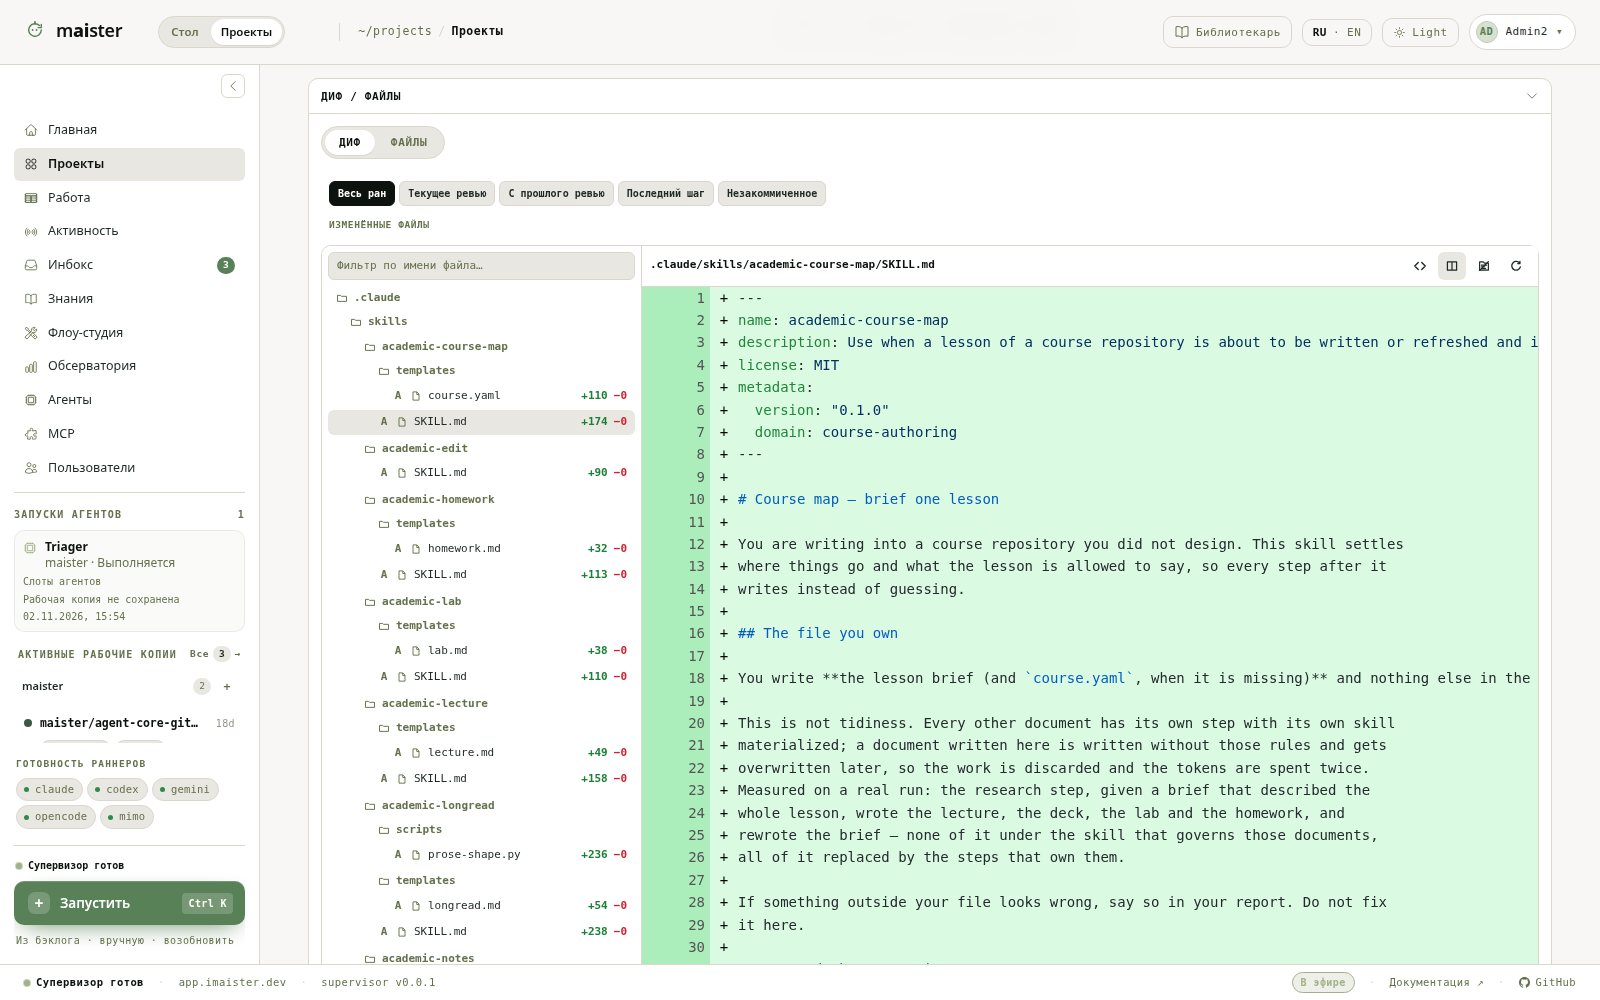 maister
Стол Проекты
~/projects / Проекты
Библиотекарь
RU · EN
Light
AD Admin2
Главная
Проекты
Работа
Активность
Инбокс 3
Знания
Флоу-студия
Обсерватория
Агенты
MCP
Пользователи
ЗАПУСКИ АГЕНТОВ 1
Triager
maister · Выполняется
Слоты агентов
Рабочая копия не сохранена
02.11.2026, 15:54
АКТИВНЫЕ РАБОЧИЕ КОПИИ Все 3 →
maister 2 +
maister/agent-core-git… 18d
ГОТОВНОСТЬ РАННЕРОВ
claude codex gemini
opencode mimo
Супервизор готов
+ Запустить Ctrl K
Из бэклога · вручную · возобновить
ДИФ / ФАЙЛЫ
ДИФ ФАЙЛЫ
Весь ран Текущее ревью С прошлого ревью Последний шаг Незакоммиченное
ИЗМЕНЁННЫЕ ФАЙЛЫ
Фильтр по имени файла…
.claude
skills
academic-course-map
templates
A course.yaml +110 −0
A SKILL.md +174 −0
academic-edit
A SKILL.md +90 −0
academic-homework
templates
A homework.md +32 −0
A SKILL.md +113 −0
academic-lab
templates
A lab.md +38 −0
A SKILL.md +110 −0
academic-lecture
templates
A lecture.md +49 −0
A SKILL.md +158 −0
academic-longread
scripts
A prose-shape.py +236 −0
templates
A longread.md +54 −0
A SKILL.md +238 −0
academic-notes
.claude/skills/academic-course-map/SKILL.md
1 + ---
2 + name: academic-course-map
3 + description: Use when a lesson of a course repository is about to be written or refreshed and i
4 + license: MIT
5 + metadata:
6 + version: "0.1.0"
7 + domain: course-authoring
8 + ---
9 +
10 + # Course map — brief one lesson
11 +
12 + You are writing into a course repository you did not design. This skill settles
13 + where things go and what the lesson is allowed to say, so every step after it
14 + writes instead of guessing.
15 +
16 + ## The file you own
17 +
18 + You write **the lesson brief (and `course.yaml`, when it is missing)** and nothing else in the
19 +
20 + This is not tidiness. Every other document has its own step with its own skill
21 + materialized; a document written here is written without those rules and gets
22 + overwritten later, so the work is discarded and the tokens are spent twice.
23 + Measured on a real run: the research step, given a brief that described the
24 + whole lesson, wrote the lecture, the deck, the lab and the homework, and
25 + rewrote the brief — none of it under the skill that governs those documents,
26 + all of it replaced by the steps that own them.
27 +
28 + If something outside your file looks wrong, say so in your report. Do not fix
29 + it here.
30 +
Супервизор готов · app.imaister.dev · supervisor v0.0.1
В эфире · Документация ↗ · GitHub